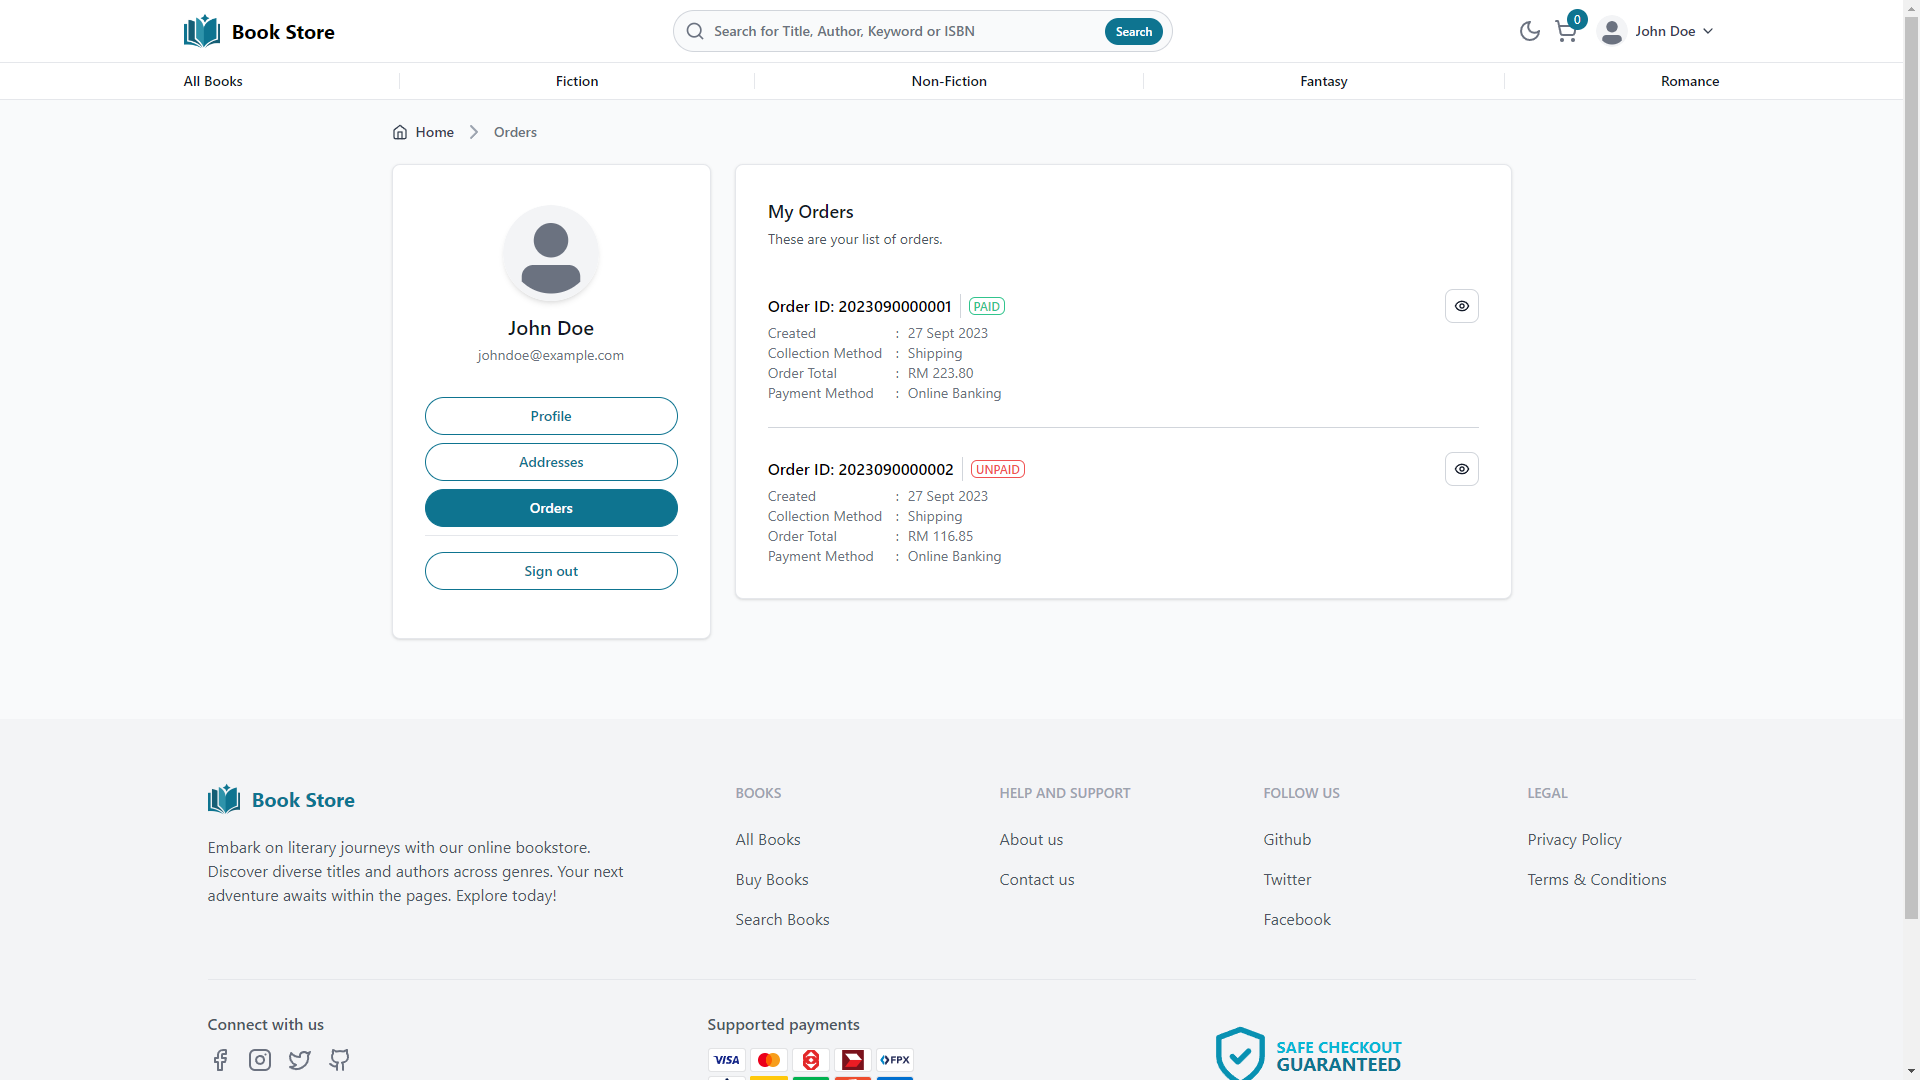 Book Store
Search for Title, Author, Keyword or ISBN
Search
0
John Doe
All Books
Fiction
Non-Fiction
Fantasy
Romance
Home
Orders
John Doe
johndoe@example.com
Profile
Addresses
Orders
Sign out
My Orders
These are your list of orders.
Order ID: 2023090000001 PAID
Created : 27 Sept 2023
Collection Method : Shipping
Order Total : RM 223.80
Payment Method : Online Banking
Order ID: 2023090000002 UNPAID
Created : 27 Sept 2023
Collection Method : Shipping
Order Total : RM 116.85
Payment Method : Online Banking
Book Store
Embark on literary journeys with our online bookstore.
Discover diverse titles and authors across genres. Your next
adventure awaits within the pages. Explore today!
BOOKS
All Books
Buy Books
Search Books
HELP AND SUPPORT
About us
Contact us
FOLLOW US
Github
Twitter
Facebook
LEGAL
Privacy Policy
Terms & Conditions
Connect with us
Supported payments
VISA
FPX
SAFE CHECKOUT
GUARANTEED